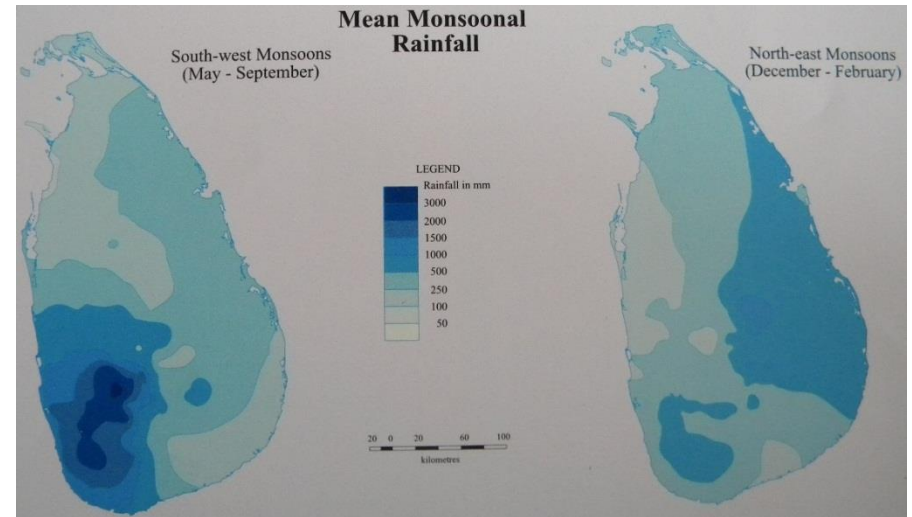 Mean Monsoonal
Rainfall
South-west Monsoons
(May - September)
North-east Monsoons
(December - February)
LEGEND
Rainfall in mm
3000
2000
1500
1000
500
250
100
50
20 0 20 60 100
kilometres